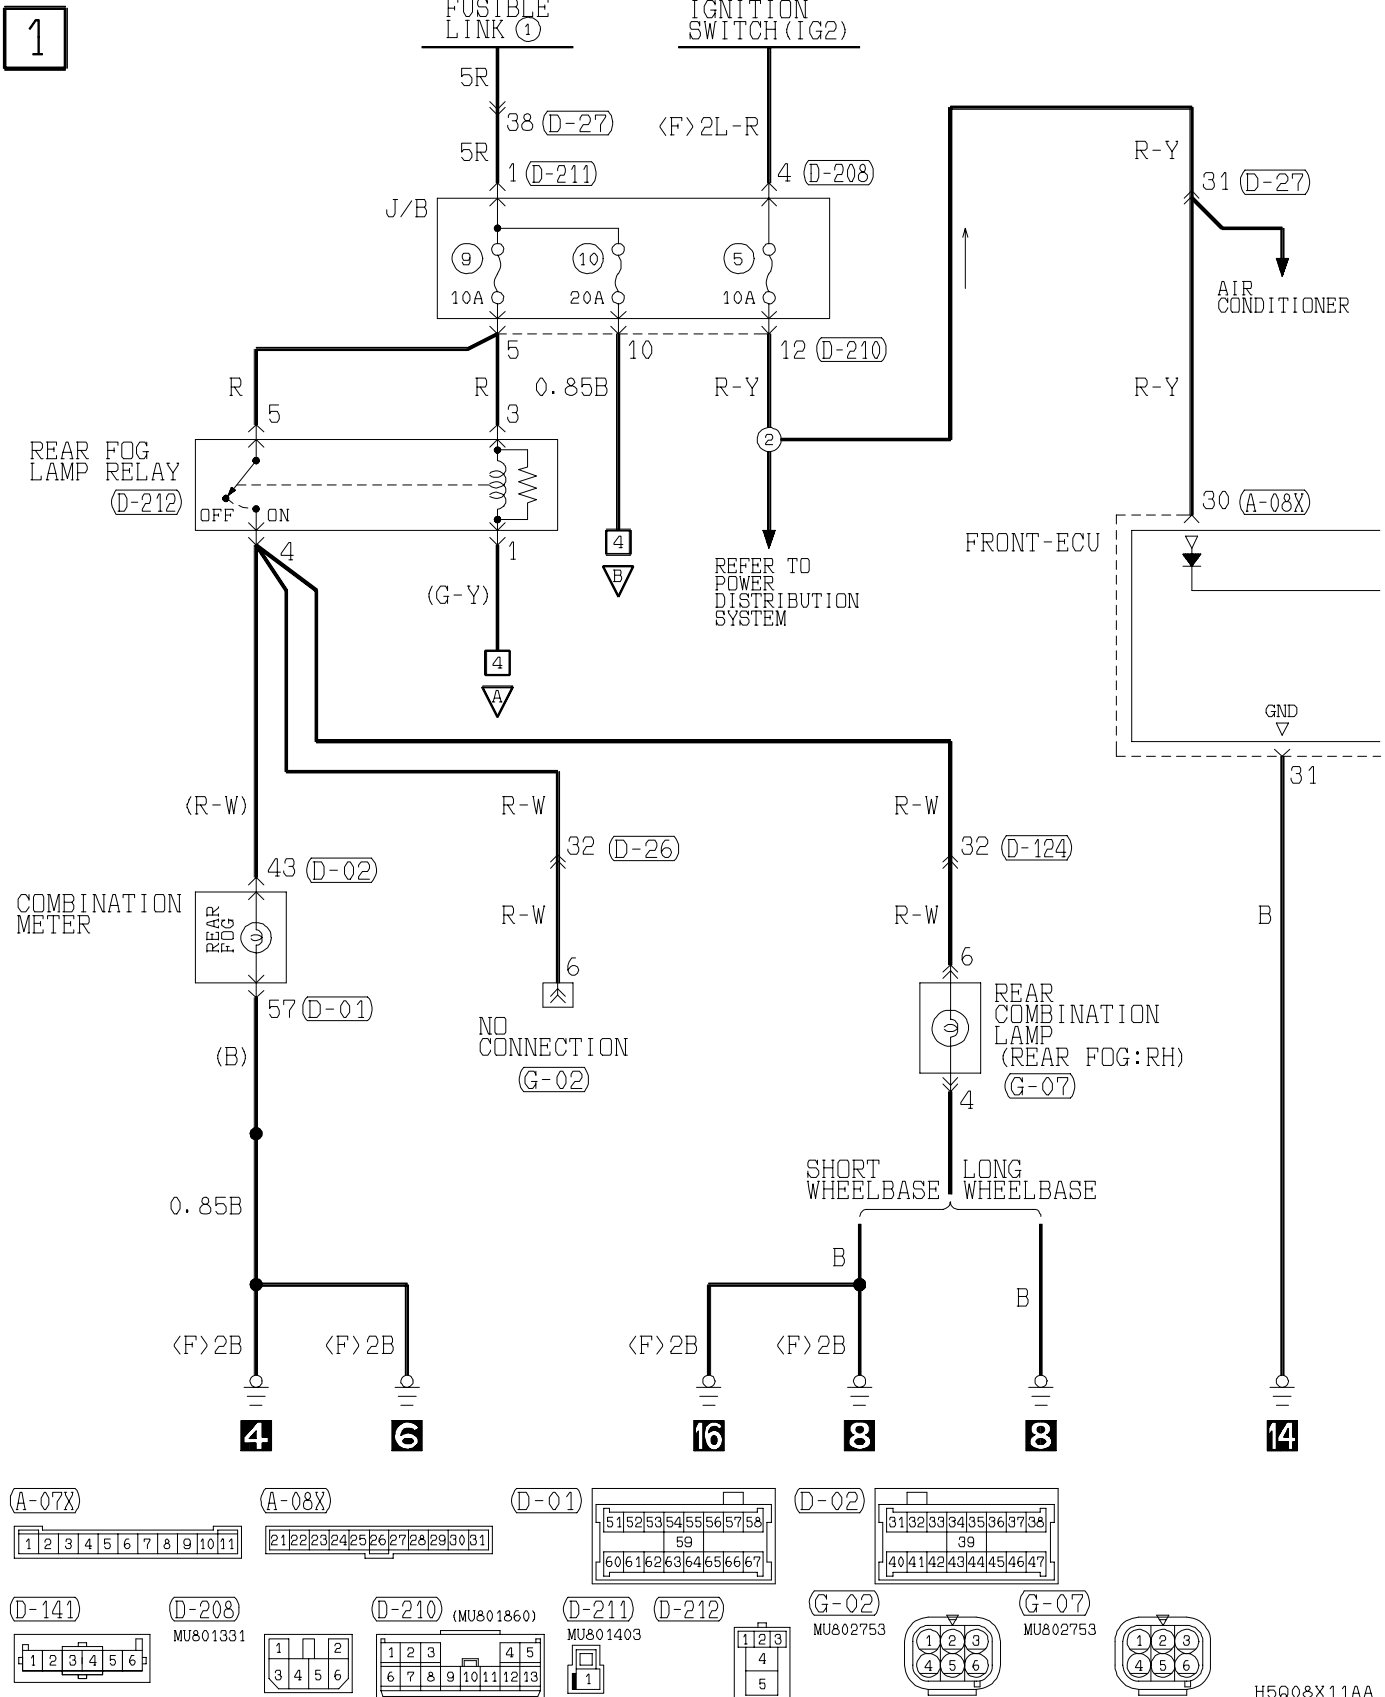 1
FUSIBLE
LINK ①
IGNITION
SWITCH(IG2)
5R
38 (D-27)
<F>2L-R
5R
1 (D-211)
4 (D-208)
R-Y
31 (D-27)
J/B
9
10
5
10A
20A
10A
AIR
CONDITIONER
5
10
12 (D-210)
R
R
0.85B
R-Y
R-Y
5
3
2
REAR FOG
LAMP RELAY
(D-212)
OFF
ON
30 (A-08X)
FRONT-ECU
4
1
4
B
REFER TO
POWER
DISTRIBUTION
SYSTEM
(G-Y)
4
A
GND
31
(R-W)
R-W
R-W
32 (D-26)
32 (D-124)
43 (D-02)
COMBINATION
METER
REAR
FOG
R-W
R-W
B
6
6
57 (D-01)
NO
CONNECTION
(G-02)
REAR
COMBINATION
LAMP
(REAR FOG:RH)
(G-07)
(B)
4
SHORT
WHEELBASE
LONG
WHEELBASE
0.85B
B
B
<F>2B
<F>2B
<F>2B
<F>2B
4
6
16
8
8
14
(A-07X)
1 2 3 4 5 6 7 8 9 10 11
(A-08X)
21 22 23 24 25 26 27 28 29 30 31
(D-01)
51 52 53 54 55 56 57 58
59
60 61 62 63 64 65 66 67
(D-02)
31 32 33 34 35 36 37 38
39
40 41 42 43 44 45 46 47
(D-141)
1 2 3 4 5 6
(D-208)
MU801331
1 2
3 4 5 6
(D-210) (MU801860)
1 2 3 4 5
6 7 8 9 10 11 12 13
(D-211)
MU801403
1
(D-212)
1 2 3
4
5
(G-02)
MU802753
1 2 3
4 5 6
(G-07)
MU802753
1 2 3
4 5 6
H5Q08X11AA